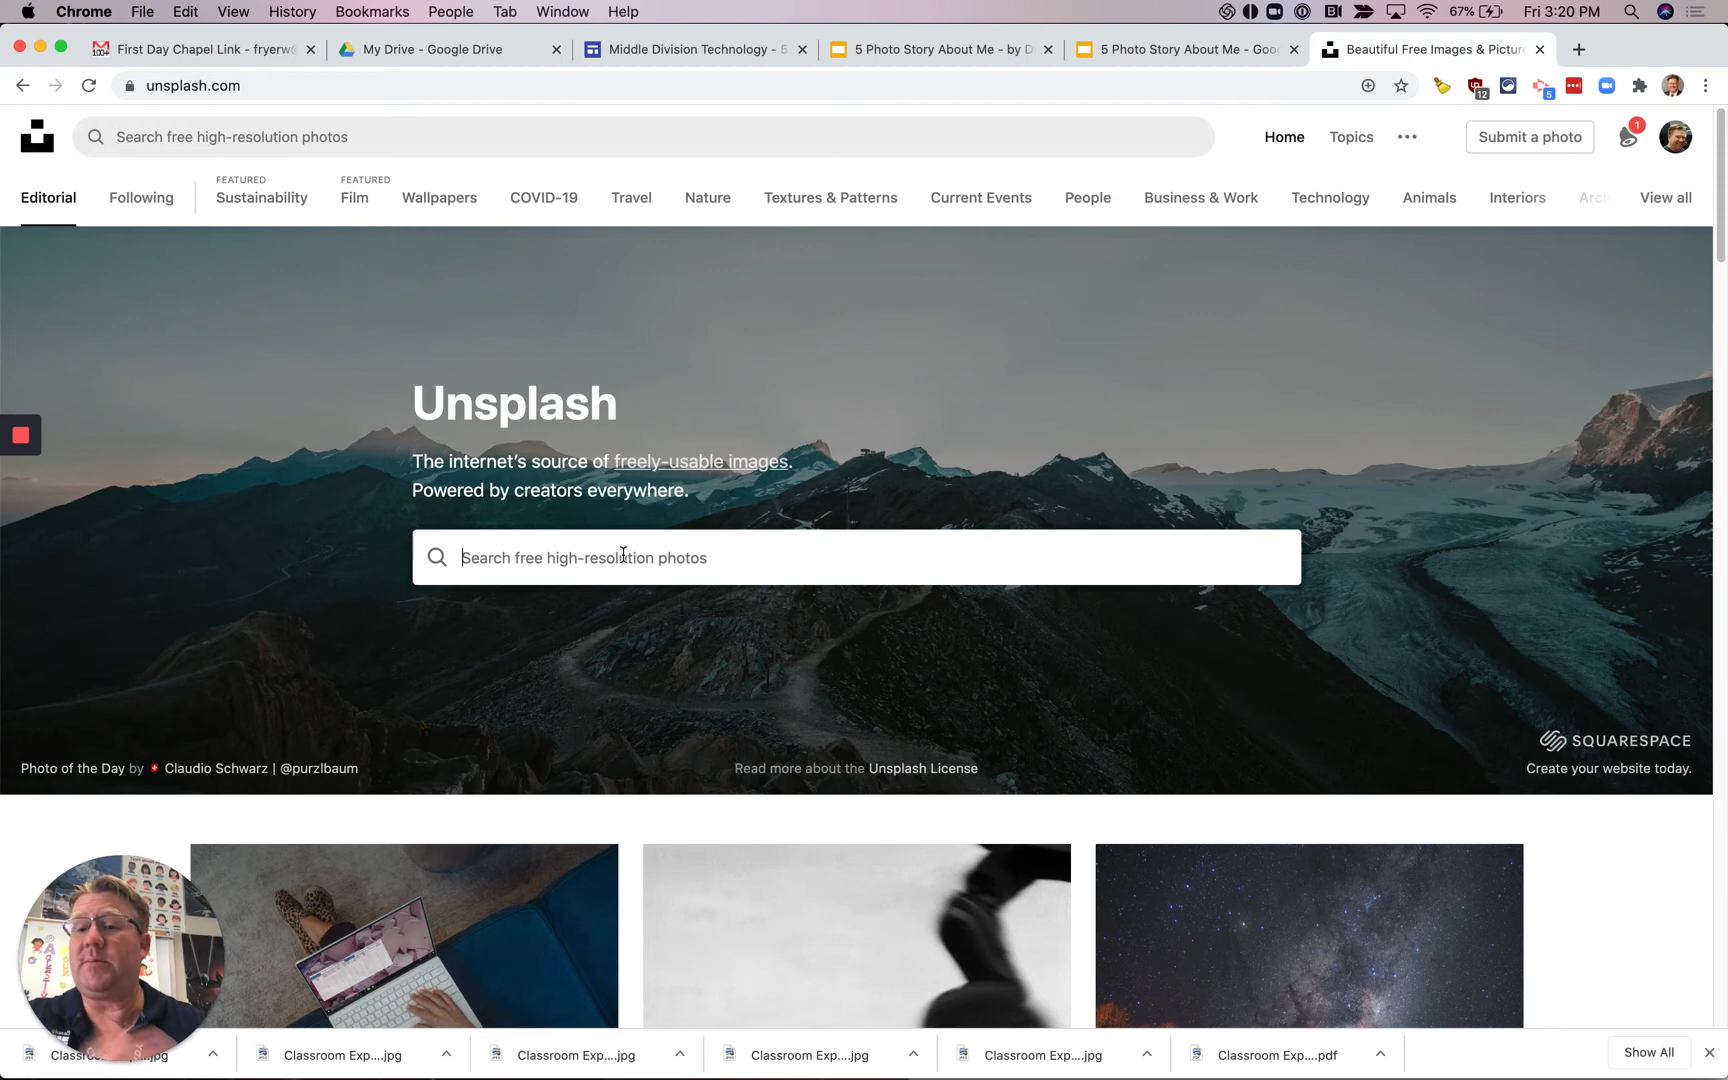 Chrome File Edit View History Bookmarks People Tab Window Help 67% Fri 3:20 PM
First Day Chapel Link - fryerw@ My Drive - Google Drive Middle Division Technology - 5 5 Photo Story About Me - by D 5 Photo Story About Me - Goo Beautiful Free Images & Pictur
unsplash.com 12 5
Search free high-resolution photos Home Topics Submit a photo 1
FEATURED FEATURED
Editorial Following Sustainability Film Wallpapers COVID-19 Travel Nature Textures & Patterns Current Events People Business & Work Technology Animals Interiors Arc View all
Unsplash
The internet's source of freely-usable images.
Powered by creators everywhere.
Search free high-resolution photos
SQUARESPACE
Photo of the Day by Claudio Schwarz | @purzlbaum Read more about the Unsplash License Create your website today.
jpg Classroom Exp....jpg Classroom Exp....jpg Classroom Exp....jpg Classroom Exp....jpg Classroom Exp....pdf Show All